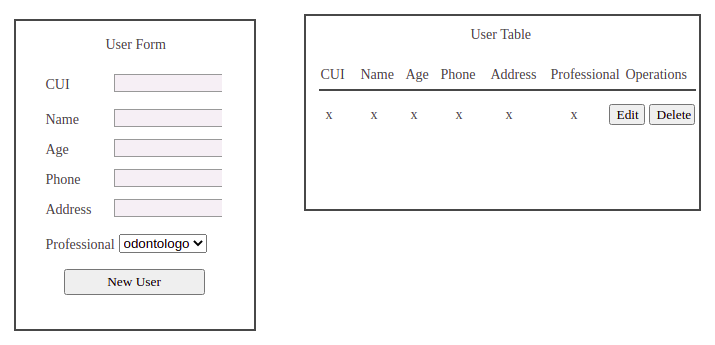 User Form
CUI
Name
Age
Phone
Address
Professional odontologo
New User
User Table
CUI Name Age Phone Address Professional Operations
x x x x x x Edit Delete